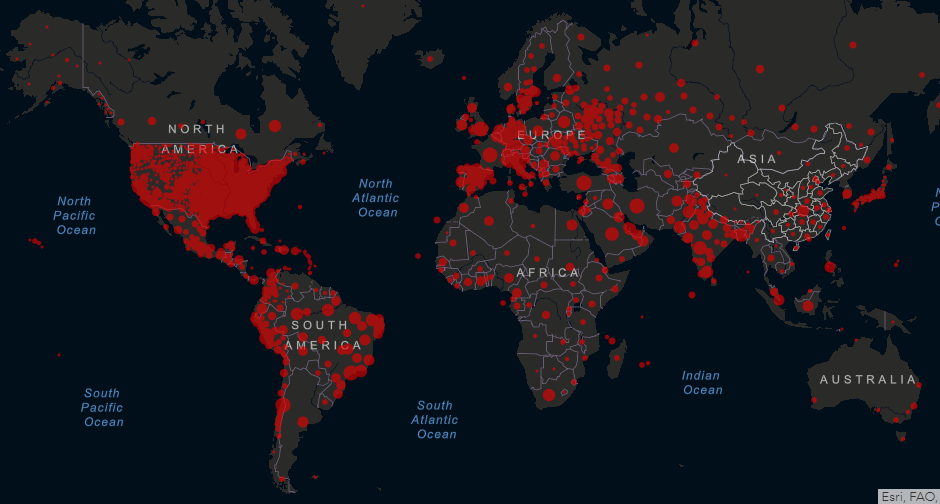 NORTH
AMERICA
EUROPE
ASIA
North
Pacific
Ocean
North
Atlantic
Ocean
AFRICA
SOUTH
AMERICA
Indian
Ocean
AUSTRALIA
South
Pacific
Ocean
South
Atlantic
Ocean
Esri, FAO,